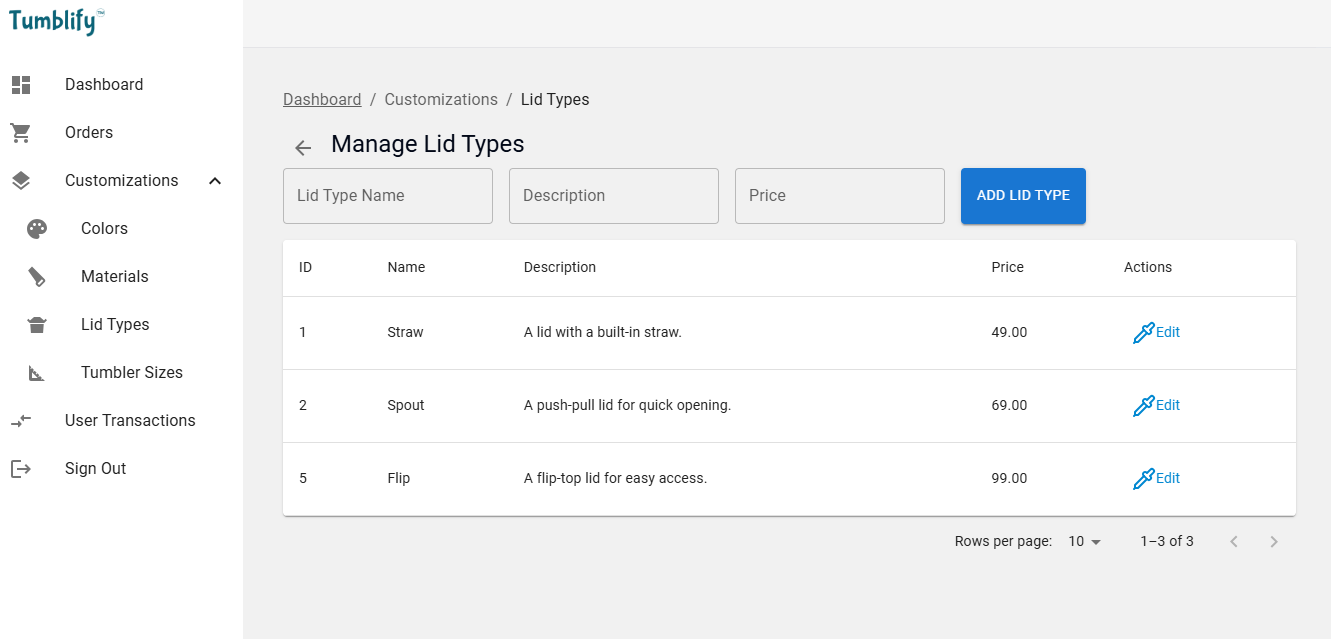 Tumblify™
Dashboard
Orders
Customizations
Colors
Materials
Lid Types
Tumbler Sizes
User Transactions
Sign Out
Dashboard / Customizations / Lid Types
Manage Lid Types
Lid Type Name Description Price ADD LID TYPE
ID Name Description Price Actions
1 Straw A lid with a built-in straw. 49.00 Edit
2 Spout A push-pull lid for quick opening. 69.00 Edit
5 Flip A flip-top lid for easy access. 99.00 Edit
Rows per page: 10 1–3 of 3